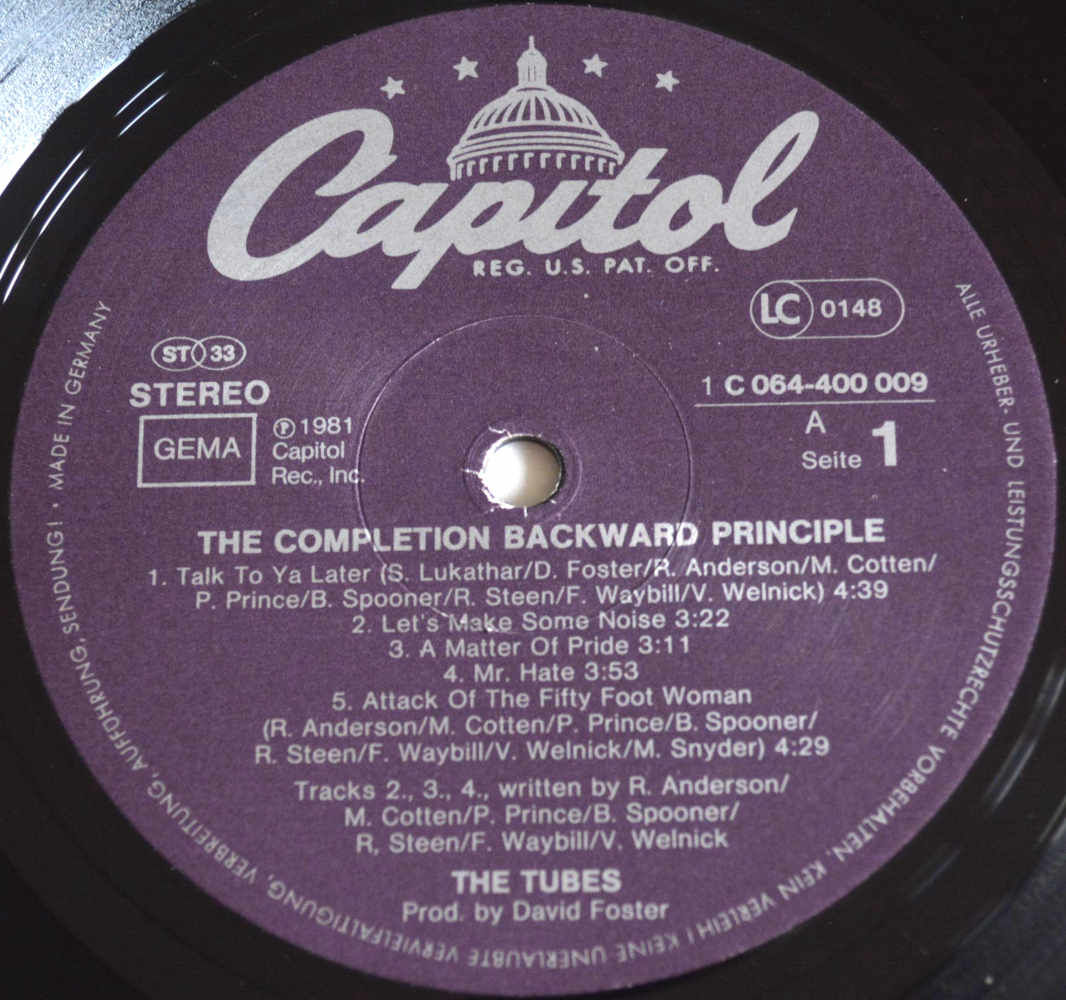 Capitol
REG. U.S. PAT. OFF.
LC 0148
ST 33
STEREO
GEMA
℗ 1981
Capitol
Rec., Inc.
1 C 064-400 009
A
Seite 1
THE COMPLETION BACKWARD PRINCIPLE
1. Talk To Ya Later (S. Lukathar/D. Foster/R. Anderson/M. Cotten/
P. Prince/B. Spooner/R. Steen/F. Waybill/V. Welnick) 4:39
2. Let's Make Some Noise 3:22
3. A Matter Of Pride 3:11
4. Mr. Hate 3:53
5. Attack Of The Fifty Foot Woman
(R. Anderson/M. Cotten/P. Prince/B. Spooner/
R. Steen/F. Waybill/V. Welnick/M. Snyder) 4:29
Tracks 2., 3., 4., written by R. Anderson/
M. Cotten/P. Prince/B. Spooner/
R, Steen/F. Waybill/V. Welnick
THE TUBES
Prod. by David Foster
ALLE URHEBER- UND LEISTUNGSSCHUTZRECHTE VORBEHALTEN. KEIN VERLEIH! KEINE UNERLAUBTE VERVIELFÄLTIGUNG, VERBREITUNG, AUFFÜHRUNG, SENDUNG! · MADE IN GERMANY